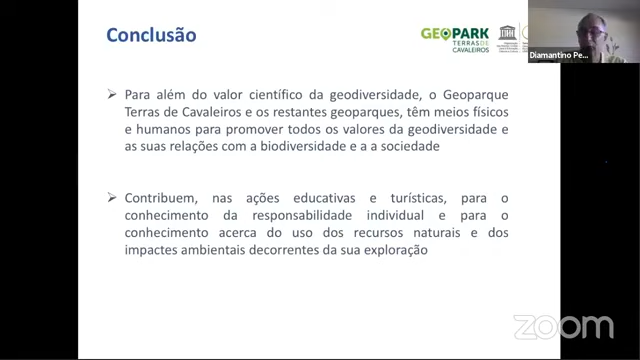 Conclusão
GEOPARK
TERRAS DE
CAVALEIROS
Diamantino Pe...
Para além do valor científico da geodiversidade, o Geoparque
Terras de Cavaleiros e os restantes geoparques, têm meios físicos
e humanos para promover todos os valores da geodiversidade e
as suas relações com a biodiversidade e a a sociedade
Contribuem, nas ações educativas e turísticas, para o
conhecimento da responsabilidade individual e para o
conhecimento acerca do uso dos recursos naturais e dos
impactes ambientais decorrentes da sua exploração
zoom